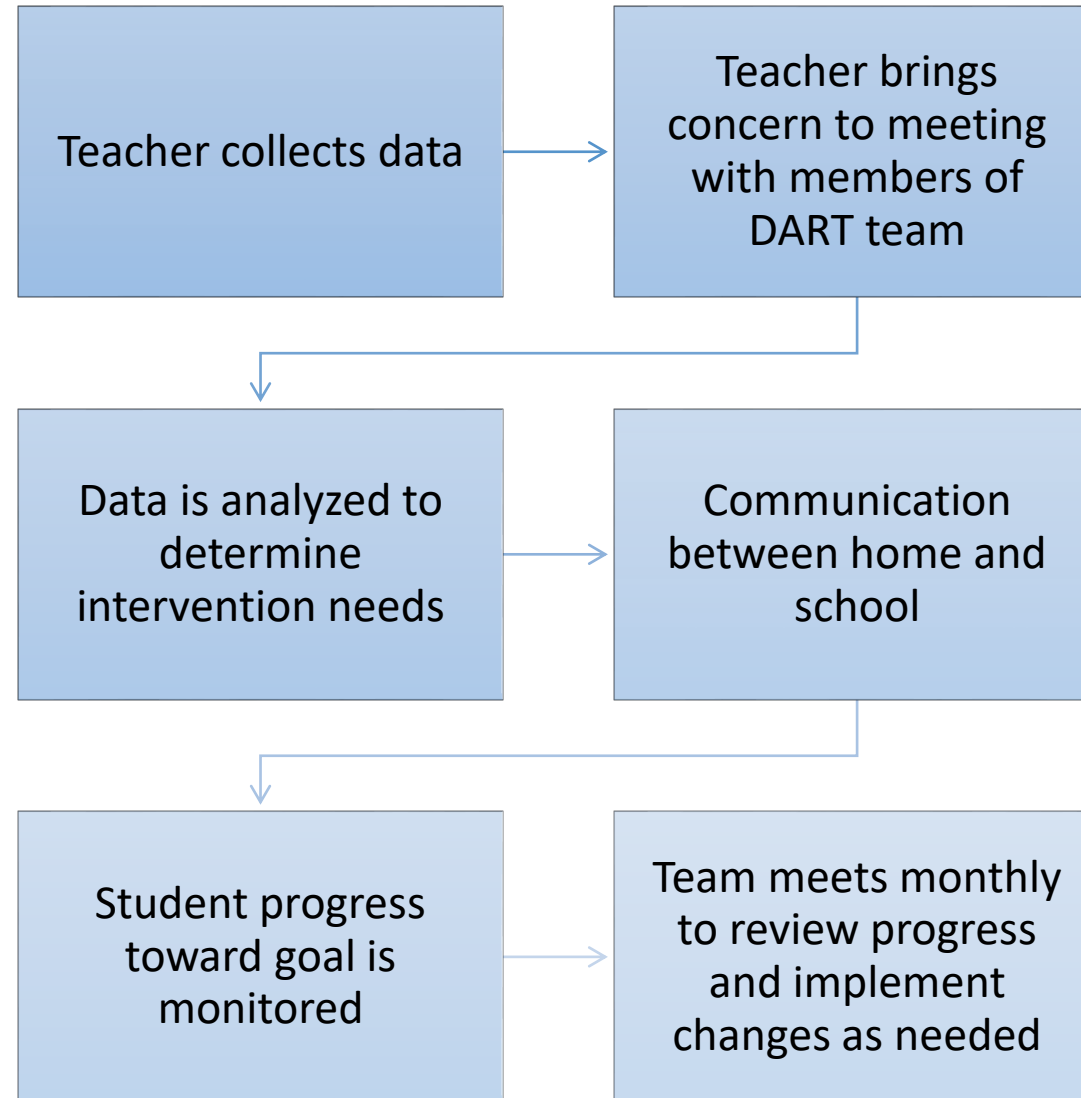 Teacher collects data
Teacher brings
concern to meeting
with members of
DART team
Data is analyzed to
determine
intervention needs
Communication
between home and
school
Student progress
toward goal is
monitored
Team meets monthly
to review progress
and implement
changes as needed